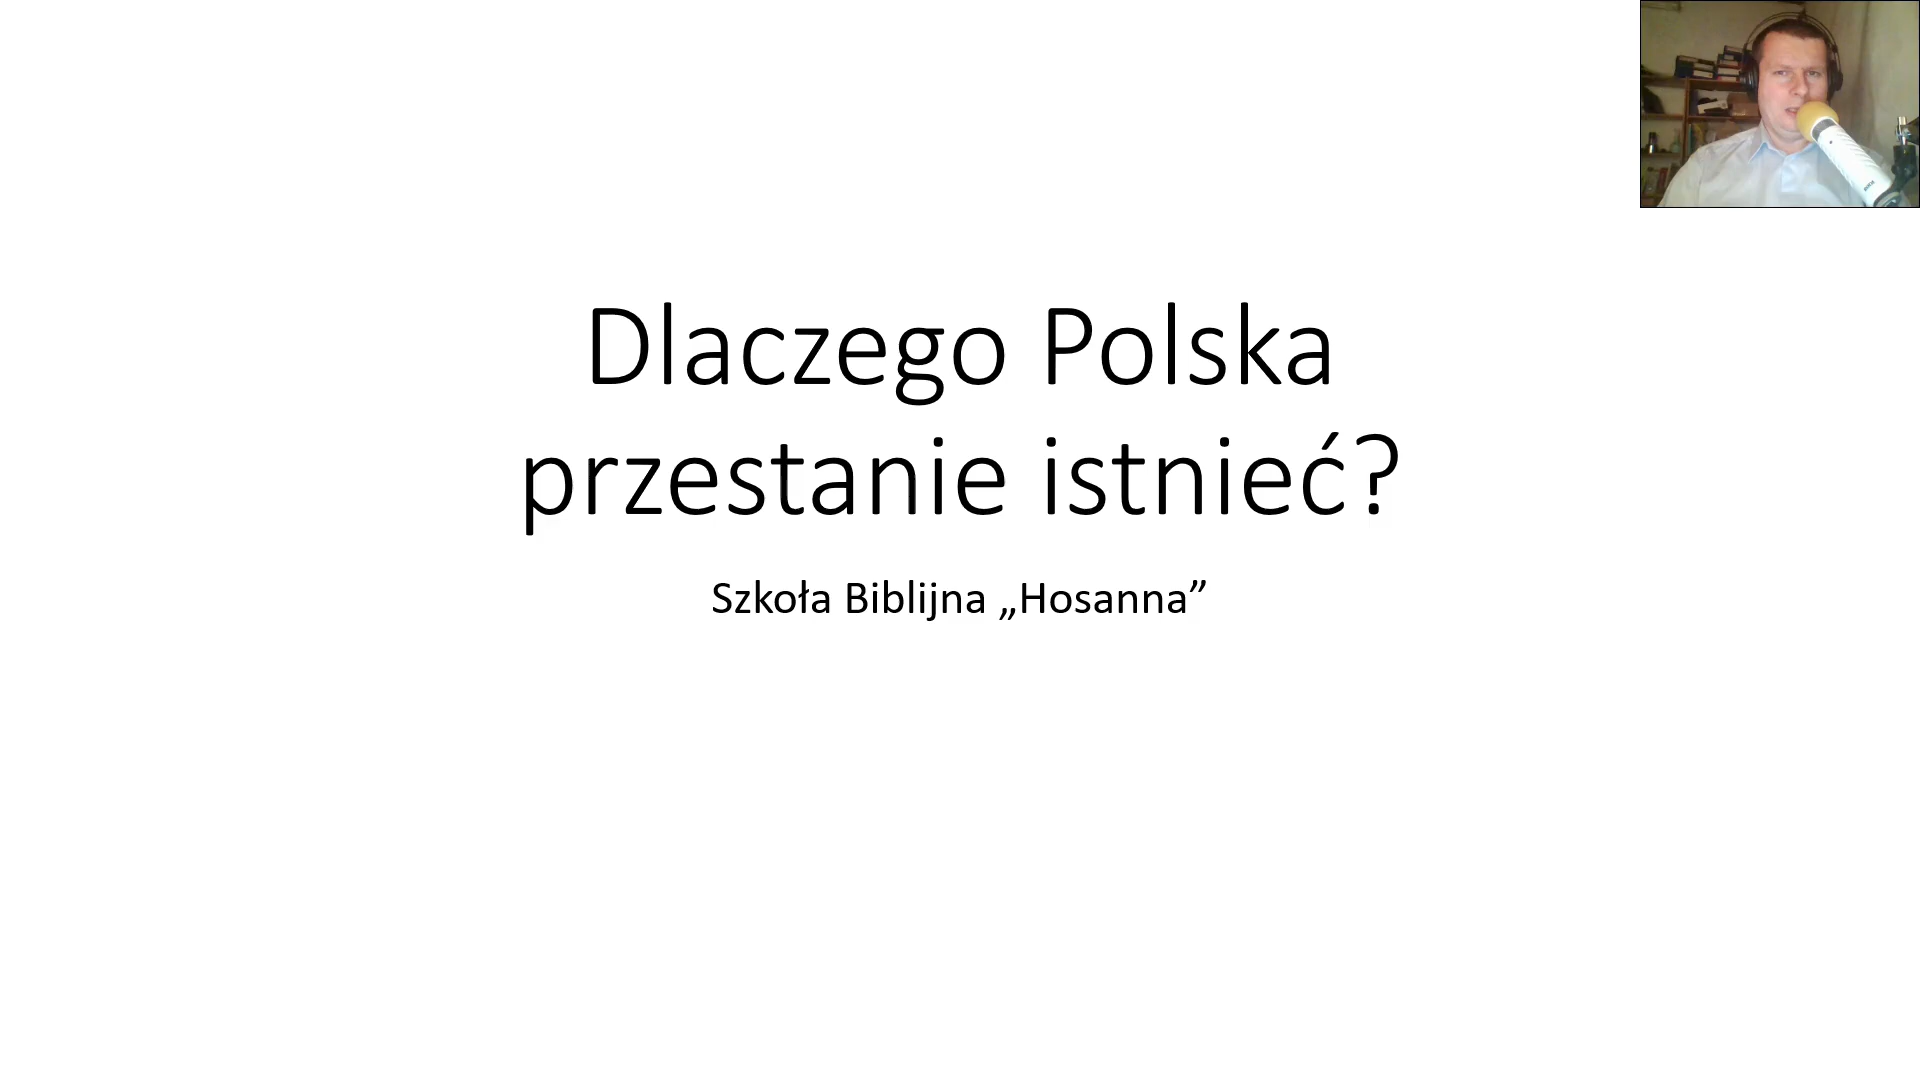 Dlaczego Polska
przestanie istnieć?
Szkoła Biblijna „Hosanna”